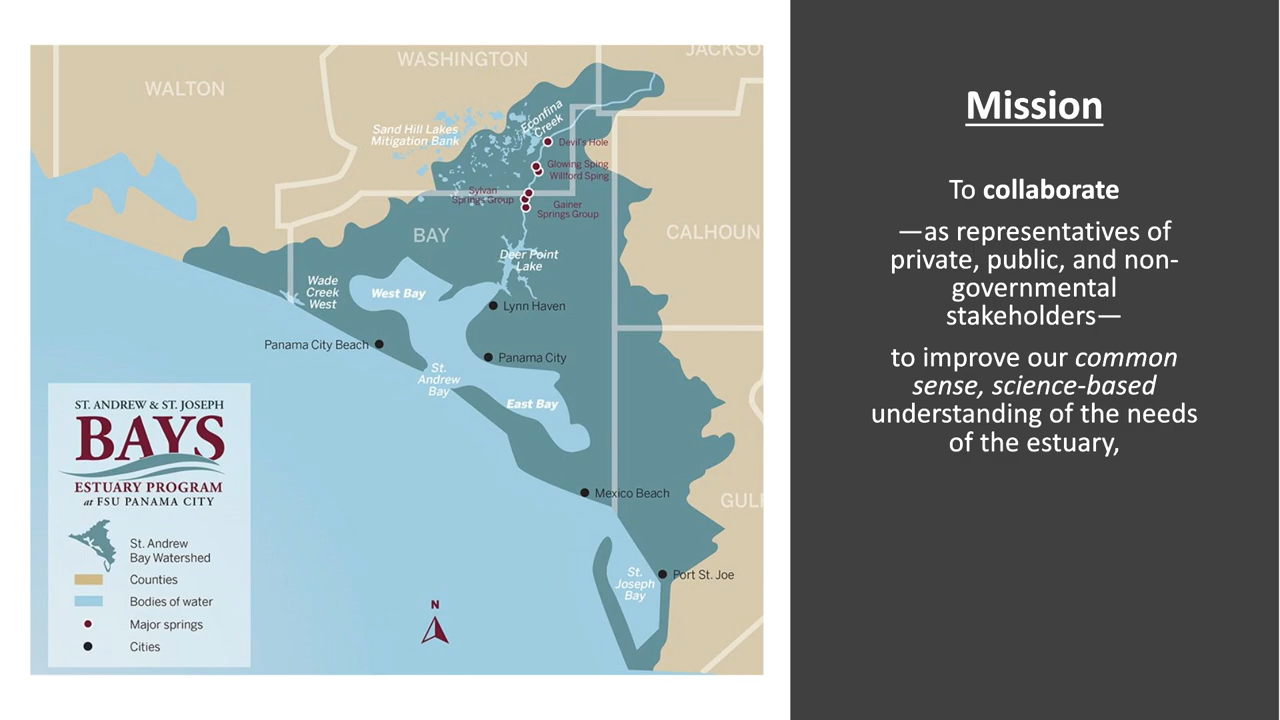 WASHINGTON
JACKSO
WALTON
Econfina
Creek
Sand Hill Lakes
Mitigation Bank
Devil's Hole
Glowing Sping
Willford Sping
Sylvan
Springs Group
Gainer
Springs Group
BAY
CALHOUN
Deer Point
Lake
Wade
Creek
West
West Bay
Lynn Haven
Panama City Beach
Panama City
St.
Andrew
Bay
East Bay
Mexico Beach
GULF
St.
Joseph
Bay
Port St. Joe
N
ST. ANDREW & ST. JOSEPH
BAYS
ESTUARY PROGRAM
at FSU PANAMA CITY
St. Andrew
Bay Watershed
Counties
Bodies of water
Major springs
Cities
Mission
To collaborate
—as representatives of
private, public, and non-
governmental
stakeholders—
to improve our common
sense, science-based
understanding of the needs
of the estuary,